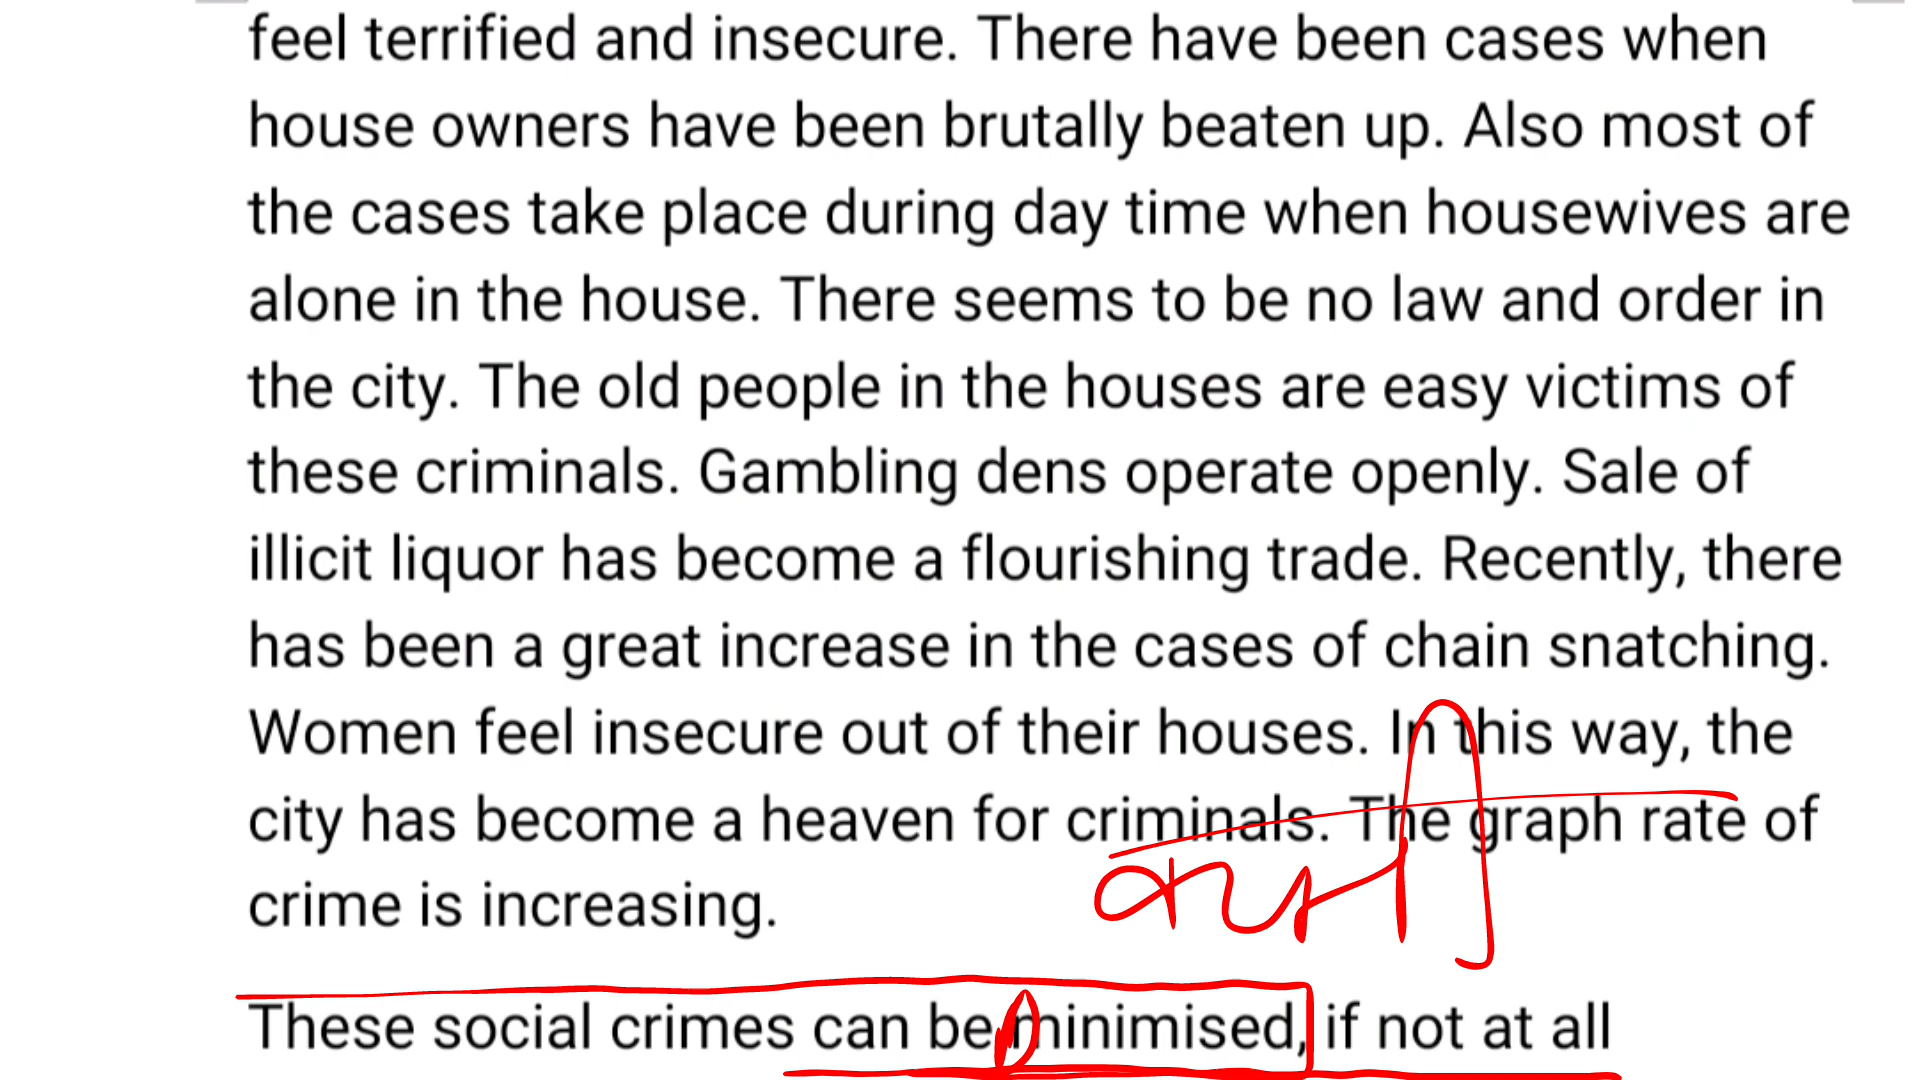 feel terrified and insecure. There have been cases when
house owners have been brutally beaten up. Also most of
the cases take place during day time when housewives are
alone in the house. There seems to be no law and order in
the city. The old people in the houses are easy victims of
these criminals. Gambling dens operate openly. Sale of
illicit liquor has become a flourishing trade. Recently, there
has been a great increase in the cases of chain snatching.
Women feel insecure out of their houses. In this way, the
city has become a heaven for criminals. The graph rate of
crime is increasing.
These social crimes can be minimised, if not at all